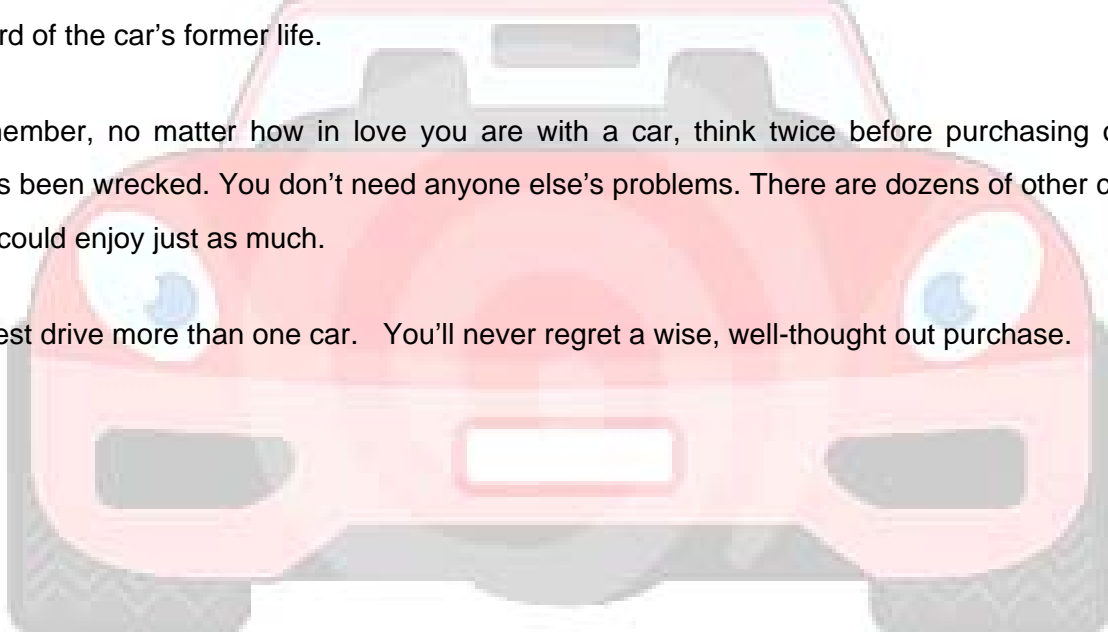 rd of the car’s former life.
ember, no matter how in love you are with a car, think twice before purchasing
s been wrecked. You don’t need anyone else’s problems. There are dozens of other
could enjoy just as much.
est drive more than one car. You’ll never regret a wise, well-thought out purchase.